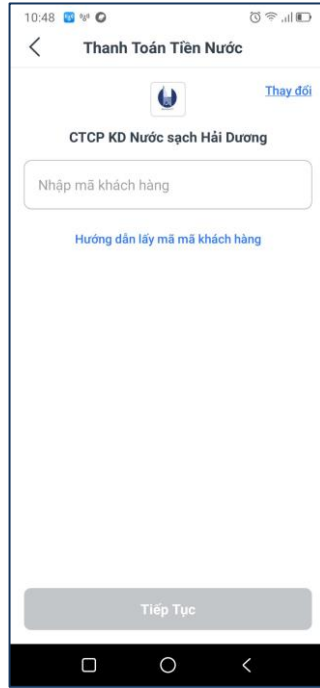 10:48
Thanh Toán Tiền Nước
Thay đổi
CTCP KD Nước sạch Hải Dương
Nhập mã khách hàng
Hướng dẫn lấy mã mã khách hàng
Tiếp Tục